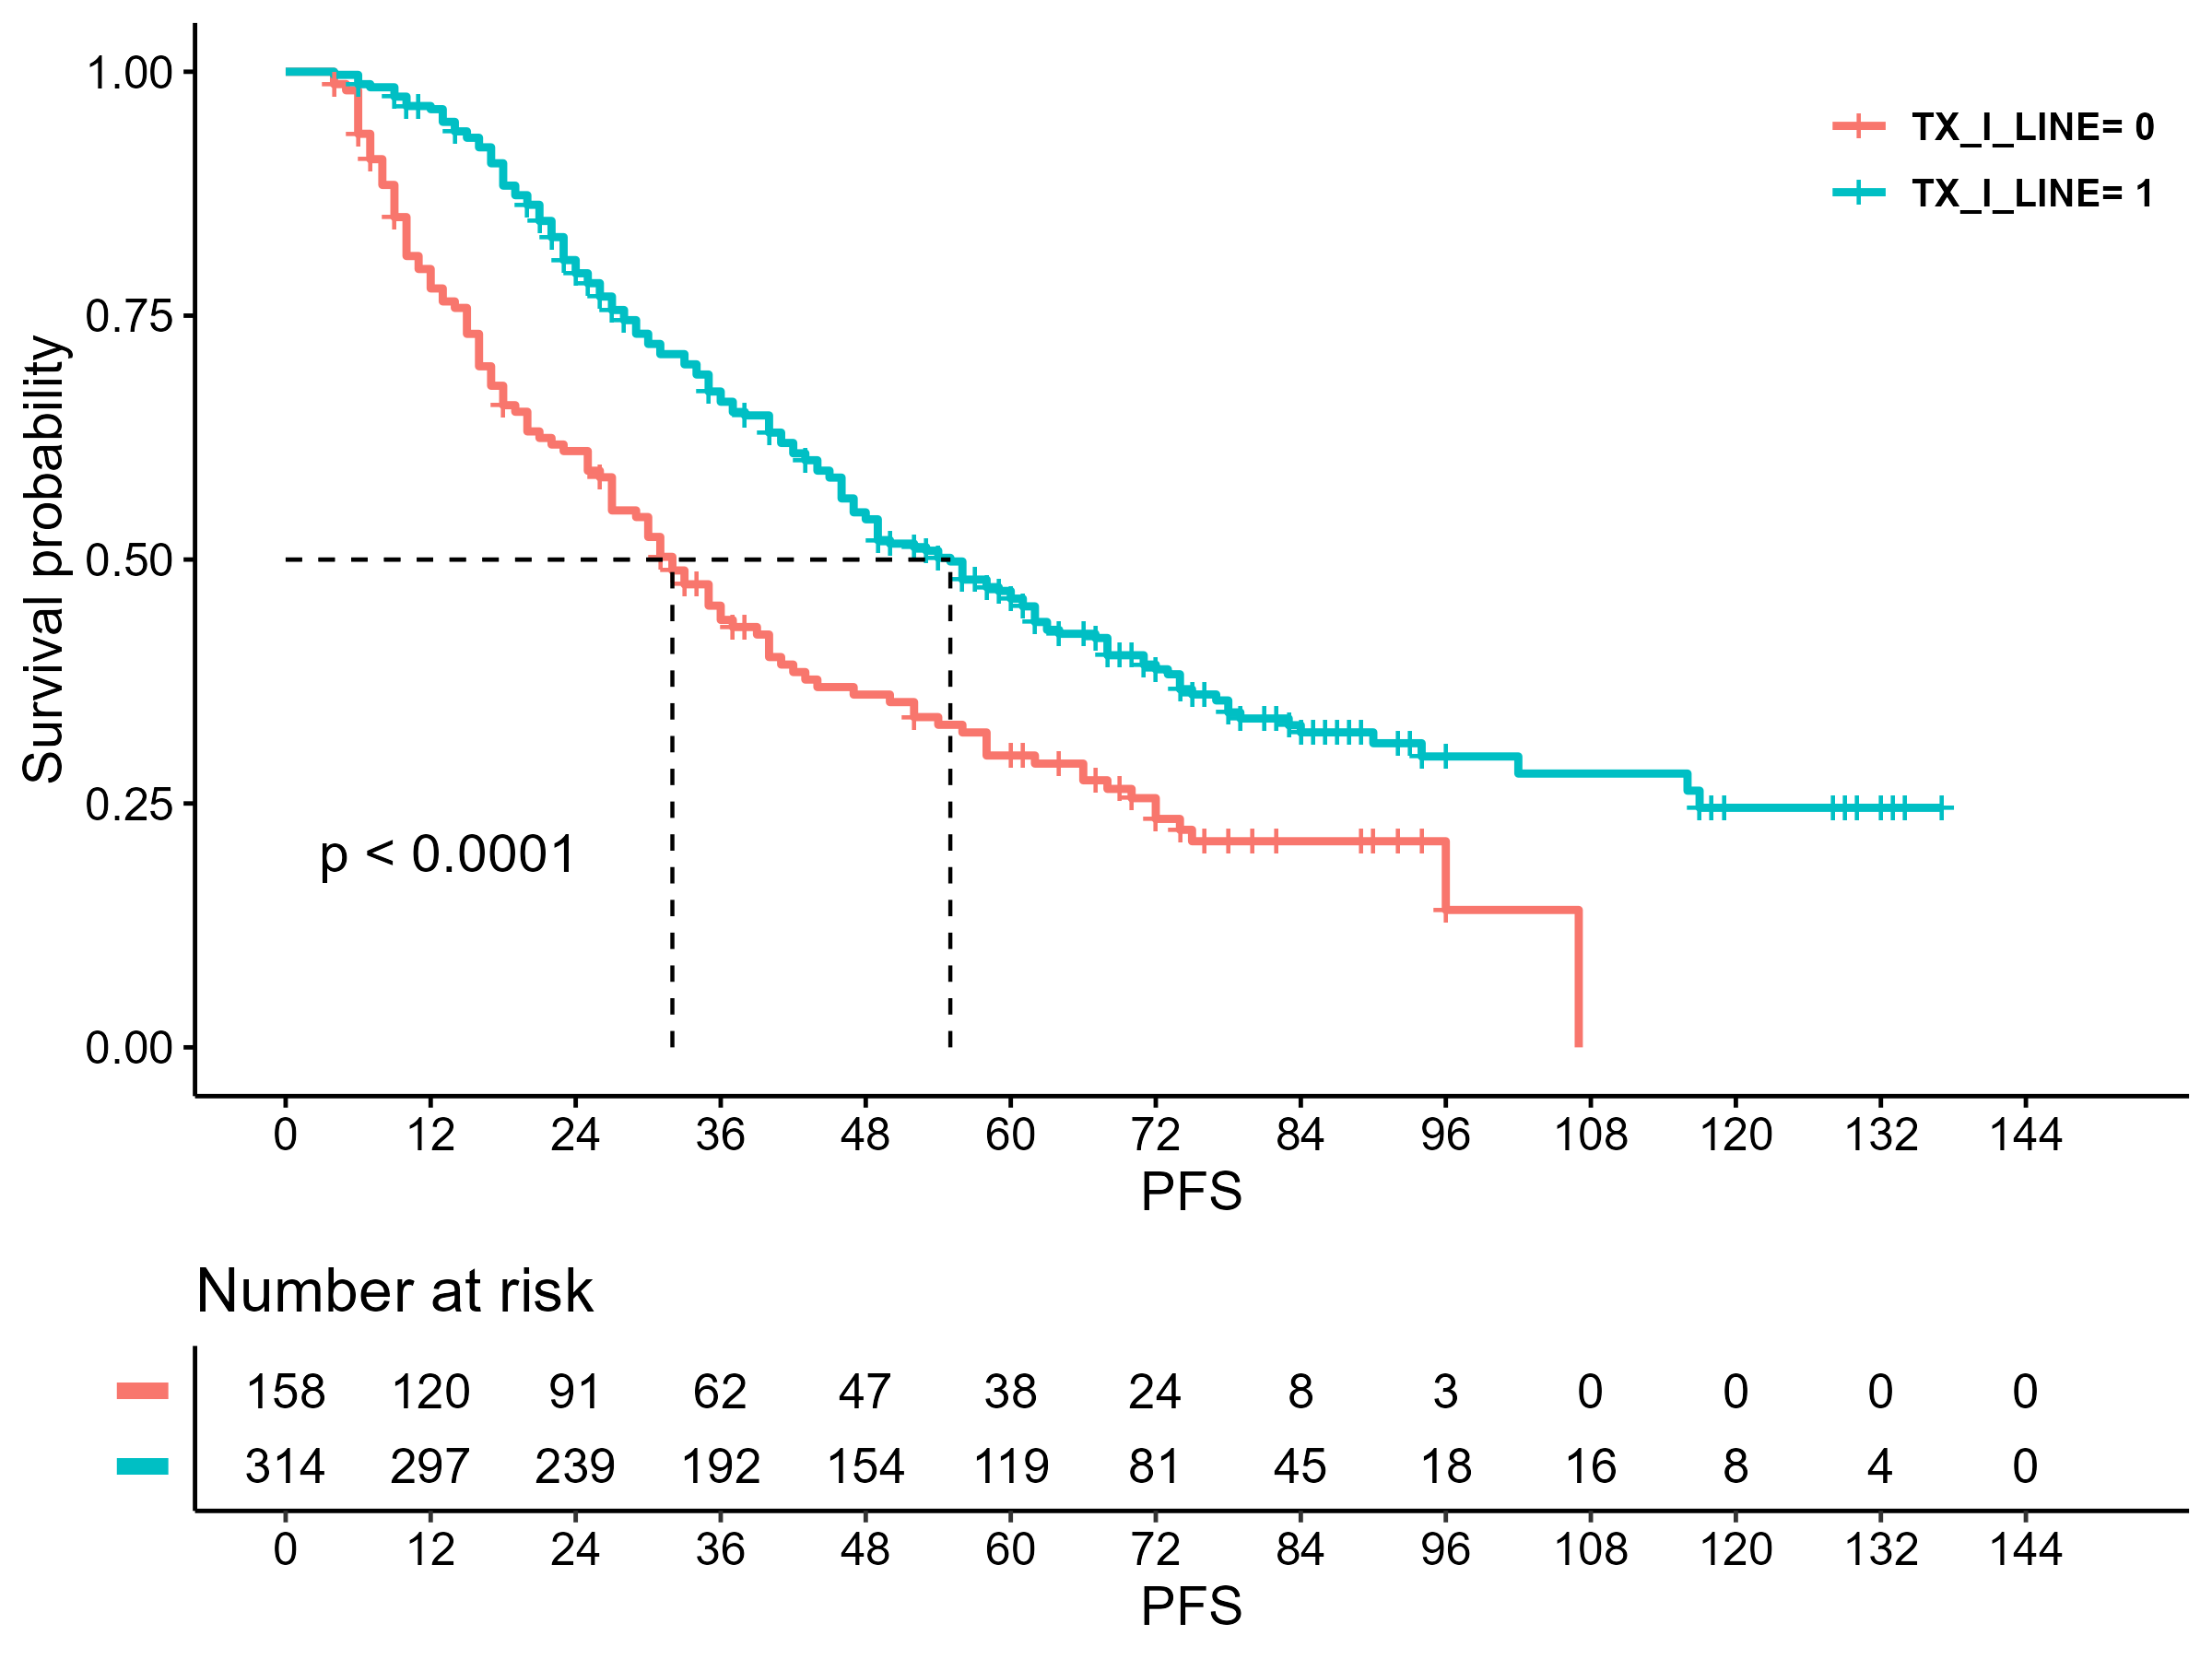 1.00
TX_I_LINE= 0
TX_I_LINE= 1
0.75
Survival probability
0.50
0.25
p < 0.0001
0.00
0 12 24 36 48 60 72 84 96 108 120 132 144
PFS
Number at risk
158 120 91 62 47 38 24 8 3 0 0 0 0
314 297 239 192 154 119 81 45 18 16 8 4 0
0 12 24 36 48 60 72 84 96 108 120 132 144
PFS